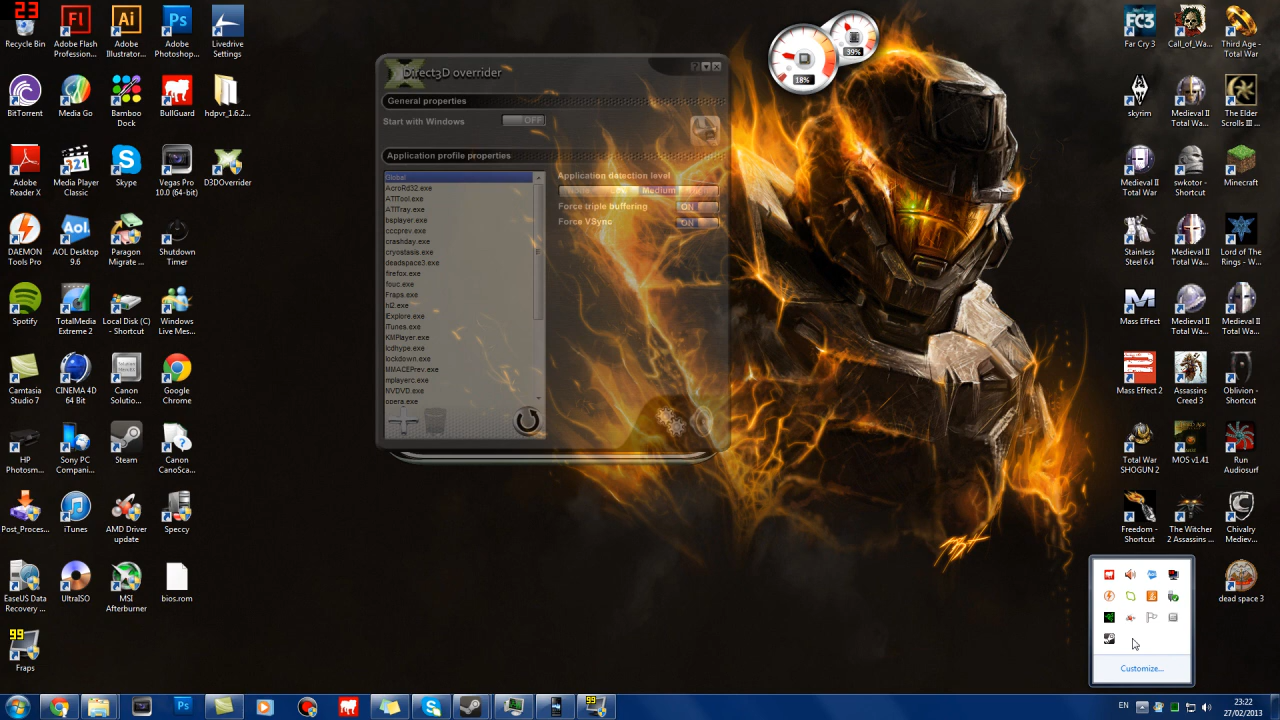 23
Recycle Bin
Adobe Flash Profession...
Adobe Illustrator...
Adobe Photoshop...
Livedrive Settings
BitTorrent
Media Go
Bamboo Dock
BullGuard
hdpvr_1.6.2...
Adobe Reader X
Media Player Classic
Skype
Vegas Pro 10.0 (64-bit)
D3DOverrider
DAEMON Tools Pro
AOL Desktop 9.6
Paragon Migrate ...
Shutdown Timer
Spotify
TotalMedia Extreme 2
Local Disk (C) - Shortcut
Windows Live Mes...
Camtasia Studio 7
CINEMA 4D 64 Bit
Canon Solutio...
Google Chrome
HP Photosm...
Sony PC Compani...
Steam
Canon CanoSca...
Post_Proces...
iTunes
AMD Driver update
Speccy
EaseUS Data Recovery ...
UltraISO
MSI Afterburner
bios.rom
99
Fraps
Direct3D overrider
General properties
Start with Windows
OFF
Application profile properties
Global
AcroRd32.exe
ATITool.exe
ATITray.exe
bsplayer.exe
cccprev.exe
crashday.exe
cryostasis.exe
deadspace3.exe
firefox.exe
fouc.exe
Fraps.exe
hl2.exe
iExplore.exe
iTunes.exe
KMPlayer.exe
lcdhype.exe
lockdown.exe
MMACEPrev.exe
mplayerc.exe
NVDVD.exe
opera.exe
Application detection level
Medium
Force triple buffering
ON
Force VSync
ON
18%
39%
Far Cry 3
Call_of_Wa...
Third Age - Total War
skyrim
Medieval II Total Wa...
The Elder Scrolls III ...
Medieval II Total War
swkotor - Shortcut
Minecraft
Stainless Steel 6.4
Medieval II Total Wa...
Lord of The Rings - W...
Mass Effect
Medieval II Total Wa...
Medieval II Total Wa...
Mass Effect 2
Assassins Creed 3
Oblivion - Shortcut
Total War SHOGUN 2
MOS v1.41
Run Audiosurf
Freedom - Shortcut
The Witcher 2 Assassins ...
Chivalry Mediev...
dead space 3
Customize...
EN
23:22
27/02/2013